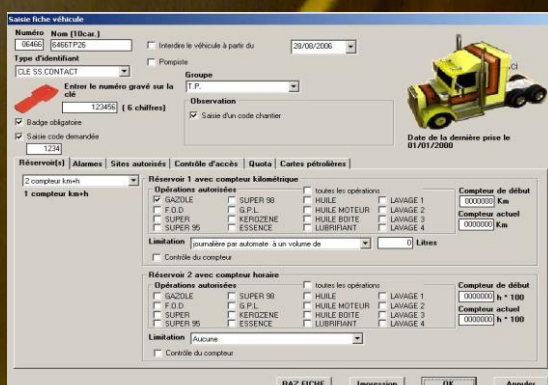 Saisie fiche véhicule
Numéro Nom (10car.)
06466 6466TP26
Interdire le véhicule à partir du 28/08/2006
Pompiste
Type d'identifiant
CLE SS.CONTACT
Groupe
T.P.
Entrer le numéro gravé sur la clé
123456 ( 6 chiffres)
Observation
Saisie d'un code chantier
Badge obligatoire
Saisie code demandée
1234
Date de la dernière prise le
01/01/2000
Réservoir(s) Alarmes Sites autorisés Contrôle d'accès Quota Cartes pétrolières
2 compteur km+h
1 compteur km+h
Réservoir 1 avec compteur kilométrique
Opérations autorisées toutes les opérations
GAZOLE SUPER 98 HUILE LAVAGE 1
F.O.D G.P.L. HUILE MOTEUR LAVAGE 2
SUPER KEROZENE HUILE BOITE LAVAGE 3
SUPER 95 ESSENCE LUBRIFIANT LAVAGE 4
Compteur de début
0000000 Km
Compteur actuel
0000000 Km
Limitation journalière par automate à un volume de 0 Litres
Contrôle du compteur
Réservoir 2 avec compteur horaire
Opérations autorisées toutes les opérations
GAZOLE SUPER 98 HUILE LAVAGE 1
F.O.D G.P.L. HUILE MOTEUR LAVAGE 2
SUPER KEROZENE HUILE BOITE LAVAGE 3
SUPER 95 ESSENCE LUBRIFIANT LAVAGE 4
Compteur de début
0000000 h * 100
Compteur actuel
0000000 h * 100
Limitation Aucune
Contrôle du compteur
RAZ FICHE Impression OK Annuler